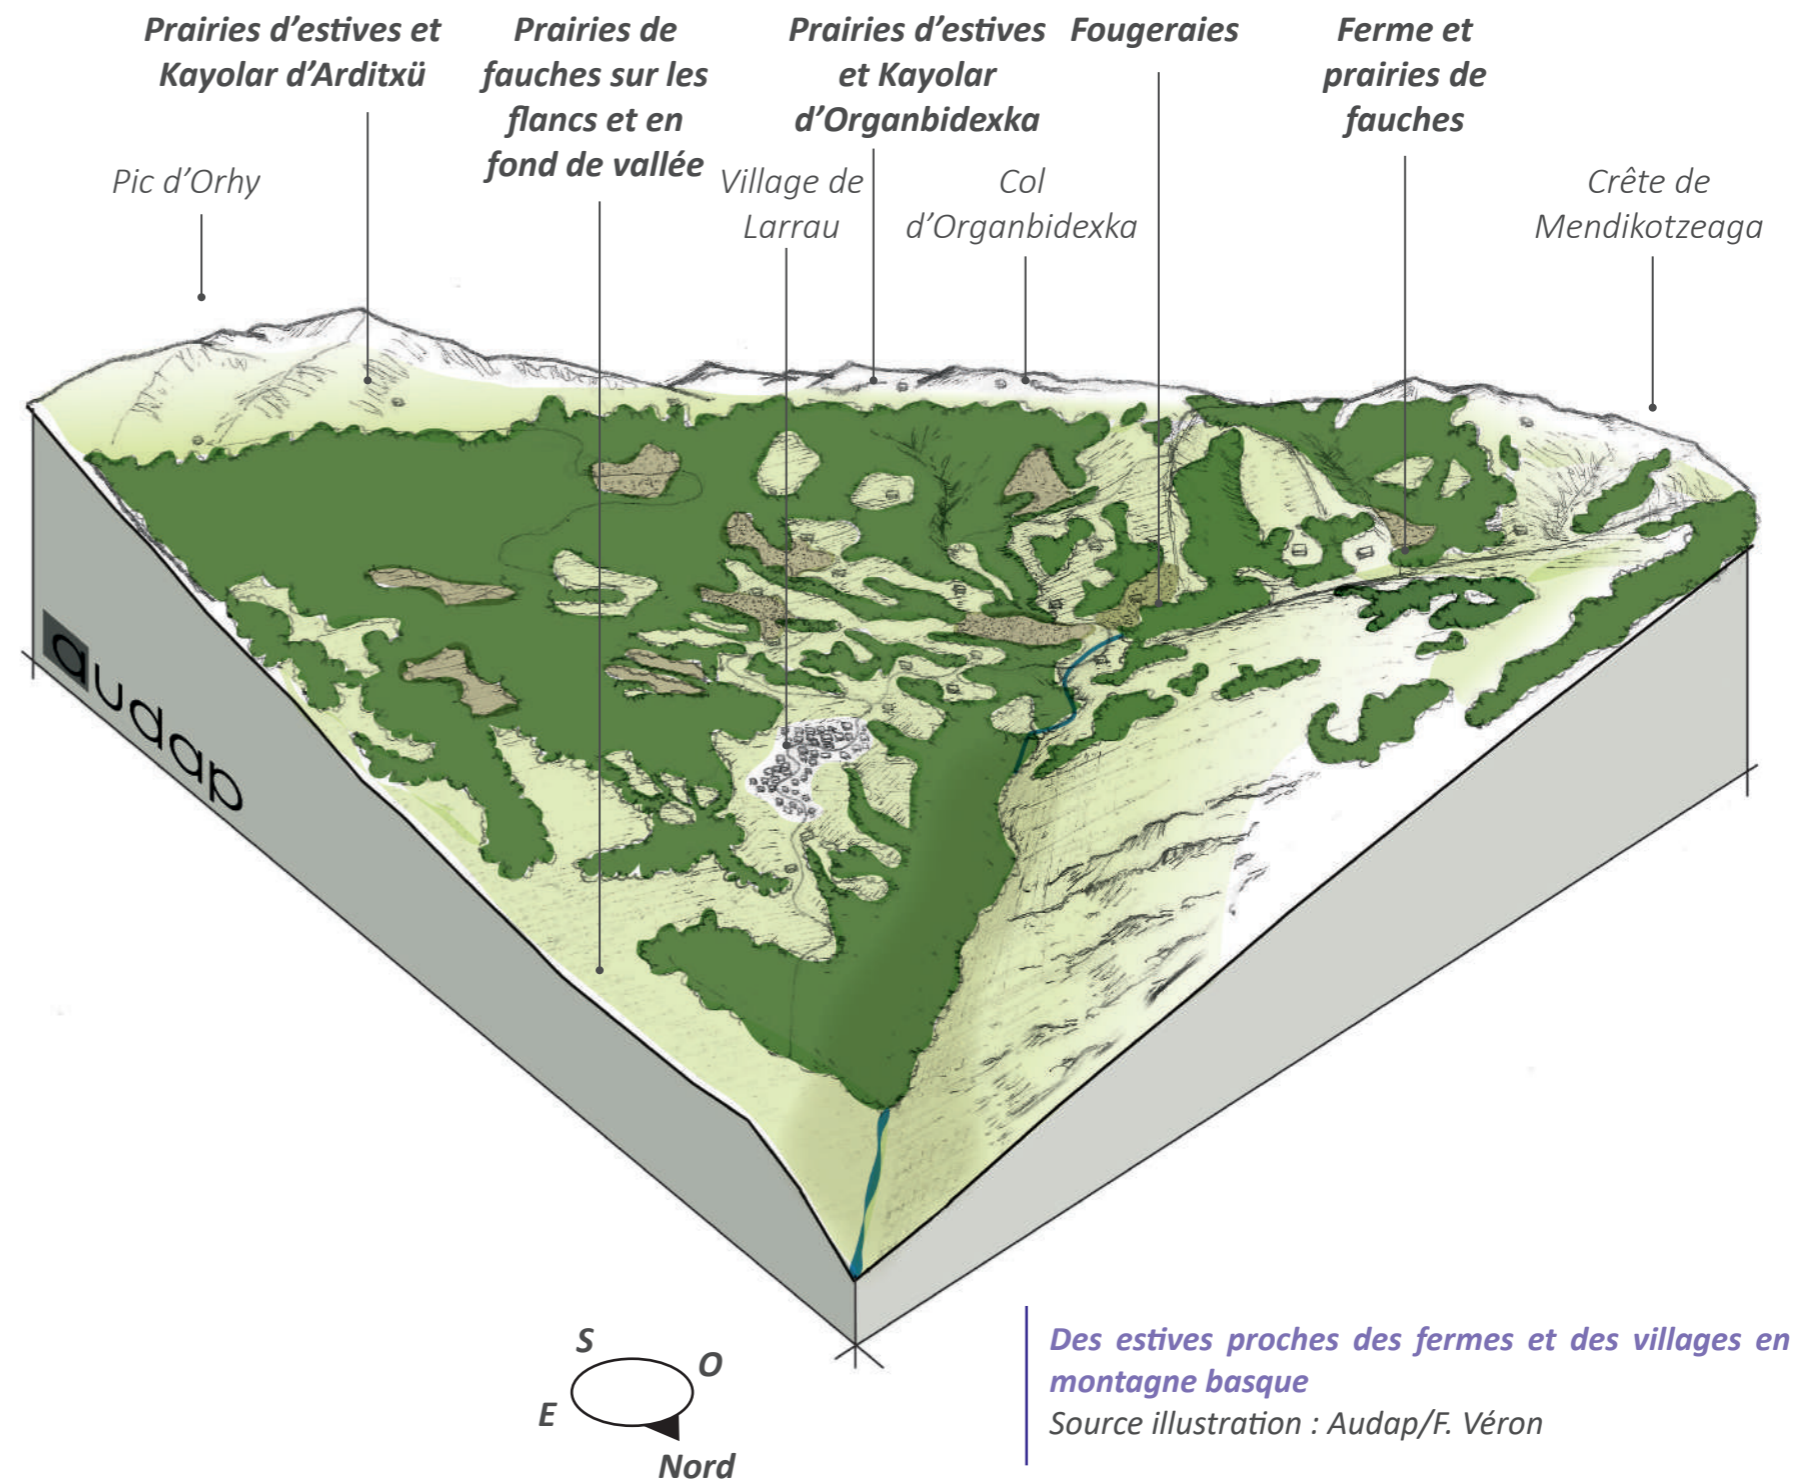 Prairies d'estives et
Kayolar d'Arditxü
Prairies de
fauches sur les
flancs et en
fond de vallée
Prairies d'estives
et Kayolar
d'Organbidexka
Fougeraies
Ferme et
prairies de
fauches
Pic d'Orhy
Village de
Larrau
Col
d'Organbidexka
Crête de
Mendikotzeaga
audap
S
O
E
Nord
Des estives proches des fermes et des villages en
montagne basque
Source illustration : Audap/F. Véron